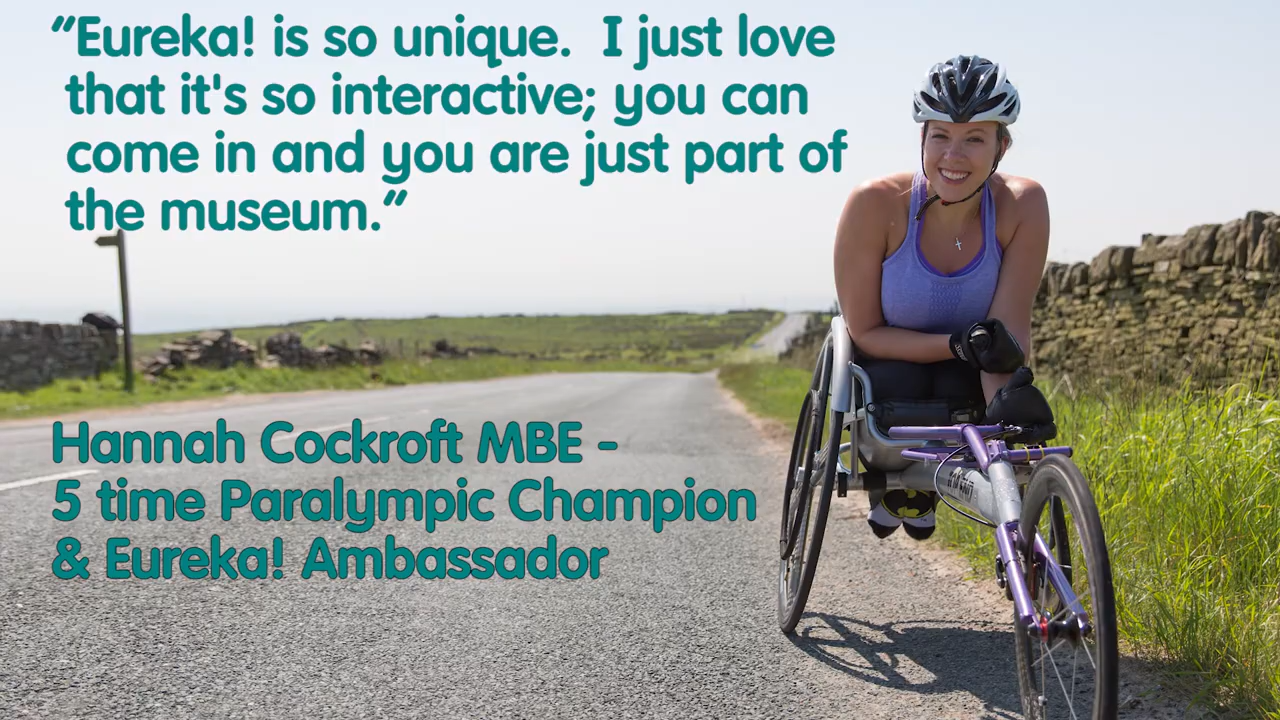 “Eureka! is so unique. I just love
that it's so interactive; you can
come in and you are just part of
the museum.”
Hannah Cockroft MBE -
5 time Paralympic Champion
& Eureka! Ambassador